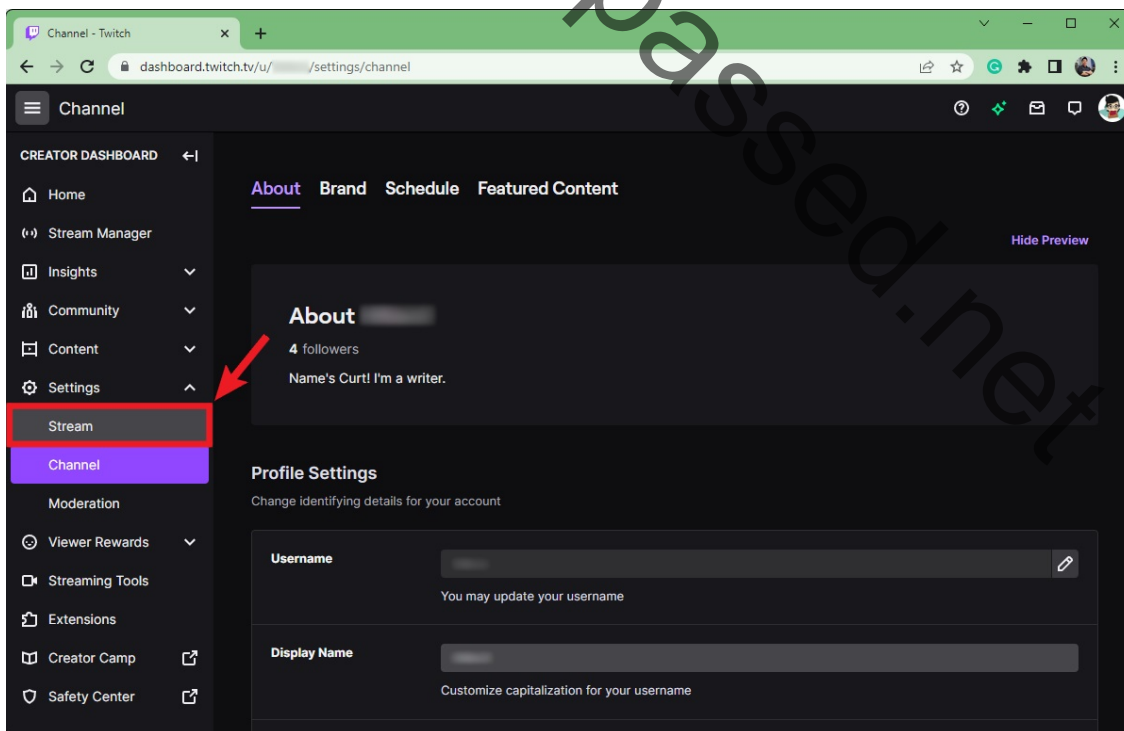 Channel - Twitch
dashboard.twitch.tv/u/ /settings/channel
Channel
CREATOR DASHBOARD
Home
Stream Manager
Insights
Community
Content
Settings
Stream
Channel
Moderation
Viewer Rewards
Streaming Tools
Extensions
Creator Camp
Safety Center
About Brand Schedule Featured Content
Hide Preview
About
4 followers
Name's Curt! I'm a writer.
Profile Settings
Change identifying details for your account
Username
You may update your username
Display Name
Customize capitalization for your username
passed.net